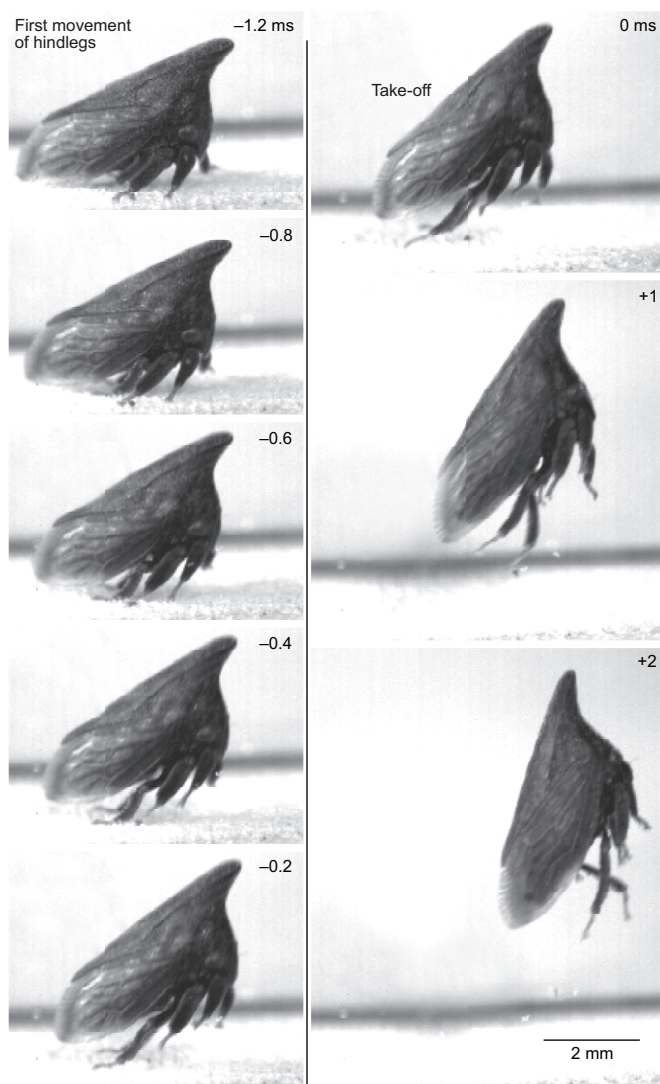 First movement
of hindlegs
–1.2 ms
–0.8
–0.6
–0.4
–0.2
0 ms
Take-off
+1
+2
2 mm